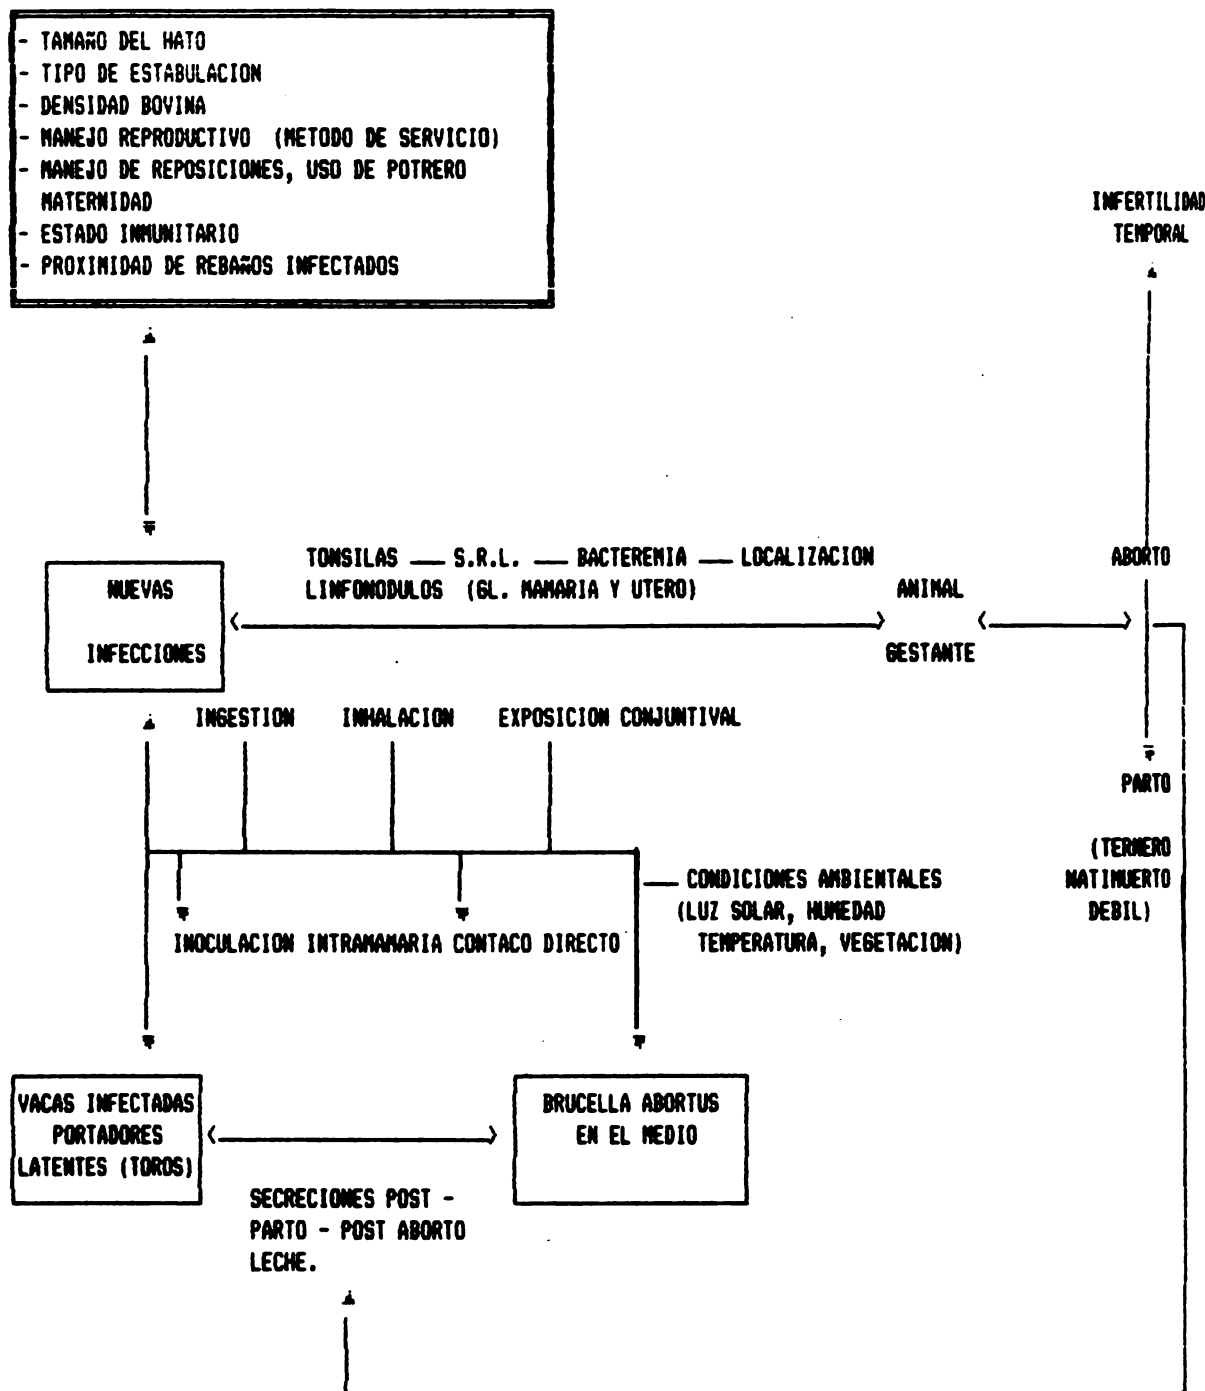 - TAMAÑO DEL HATO
- TIPO DE ESTABULACION
- DENSIDAD BOVINA
- MANEJO REPRODUCTIVO (METODO DE SERVICIO)
- MANEJO DE REPOSICIONES, USO DE POTRERO
MATERNIDAD
- ESTADO INMUNITARIO
- PROXIMIDAD DE REBAÑOS INFECTADOS
INFERTILIDAD
TEMPORAL
TONSILAS — S.R.L. — BACTEREMIA — LOCALIZACION
LINFONODULOS (GL. MAMARIA Y UTERO)
ABORTO
NUEVAS
INFECCIONES
ANIMAL
GESTANTE
INGESTION INHALACION EXPOSICION CONJUNTIVAL
PARTO
(TERNERO
NATIMUERTO
DEBIL)
CONDICIONES AMBIENTALES
(LUZ SOLAR, HUMEDAD
TEMPERATURA, VEGETACION)
INOCULACION INTRAMAMARIA CONTACO DIRECTO
VACAS INFECTADAS
PORTADORES
LATENTES (TOROS)
BRUCELLA ABORTUS
EN EL MEDIO
SECRECIONES POST -
PARTO - POST ABORTO
LECHE.